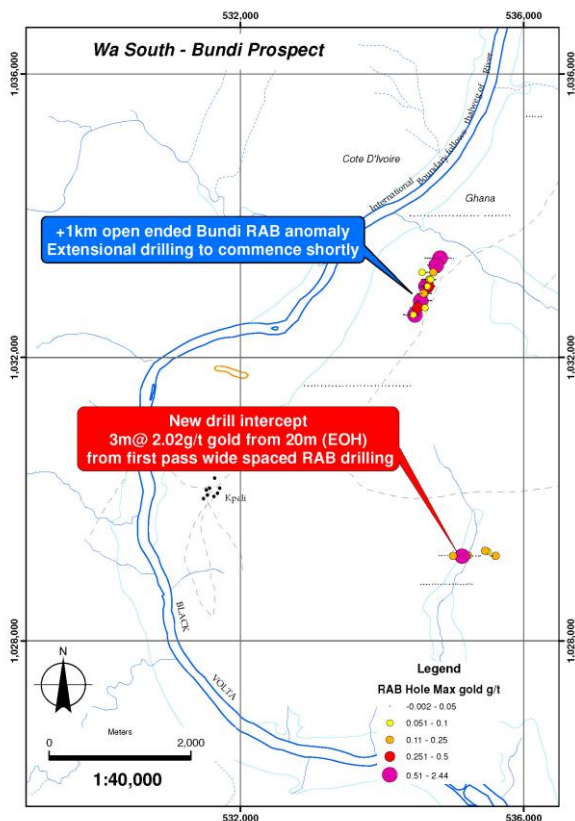 532,000
536,000
1,036,000
1,036,000
Wa South - Bundi Prospect
Cote D'Ivoire
International Boundary follows thalweg of River
Ghana
+1km open ended Bundi RAB anomaly
Extensional drilling to commence shortly
1,032,000
1,032,000
New drill intercept
3m@ 2.02g/t gold from 20m (EOH)
from first pass wide spaced RAB drilling
Kpali
BLACK
VOLTA
1,028,000
1,028,000
N
Meters
0
2,000
1:40,000
Legend
RAB Hole Max gold g/t
-0.002 - 0.05
0.051 - 0.1
0.11 - 0.25
0.251 - 0.5
0.51 - 2.44
532,000
536,000